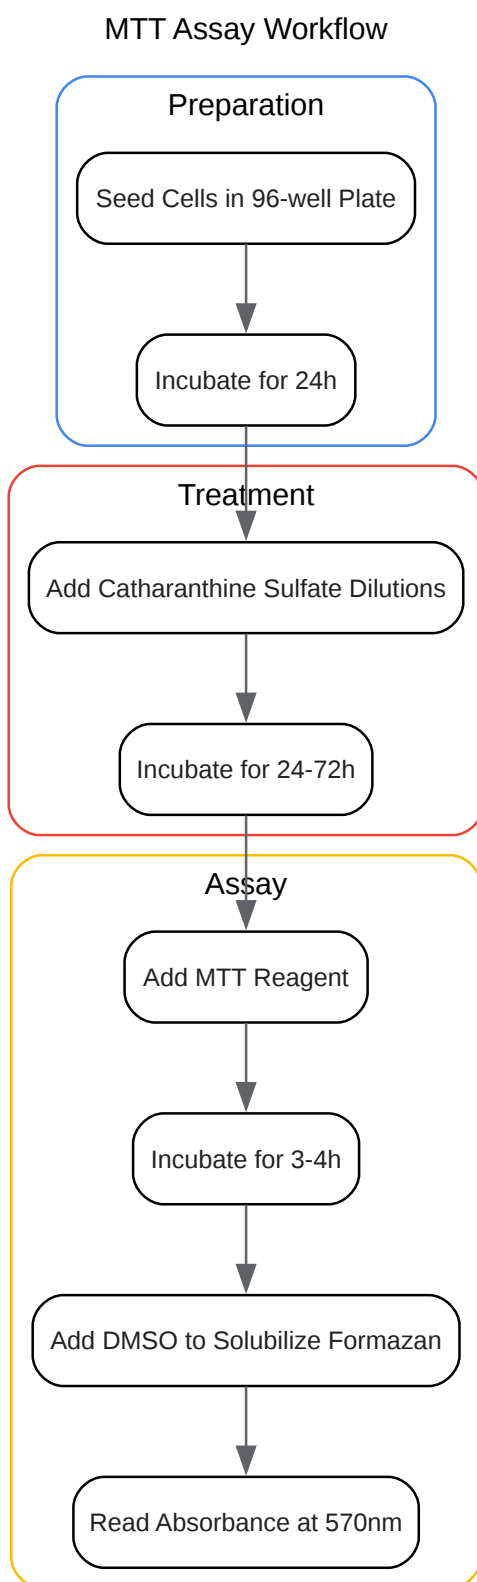 MTT Assay Workflow
Preparation
Seed Cells in 96-well Plate
Incubate for 24h
Treatment
Add Catharanthine Sulfate Dilutions
Incubate for 24-72h
Assay
Add MTT Reagent
Incubate for 3-4h
Add DMSO to Solubilize Formazan
Read Absorbance at 570nm